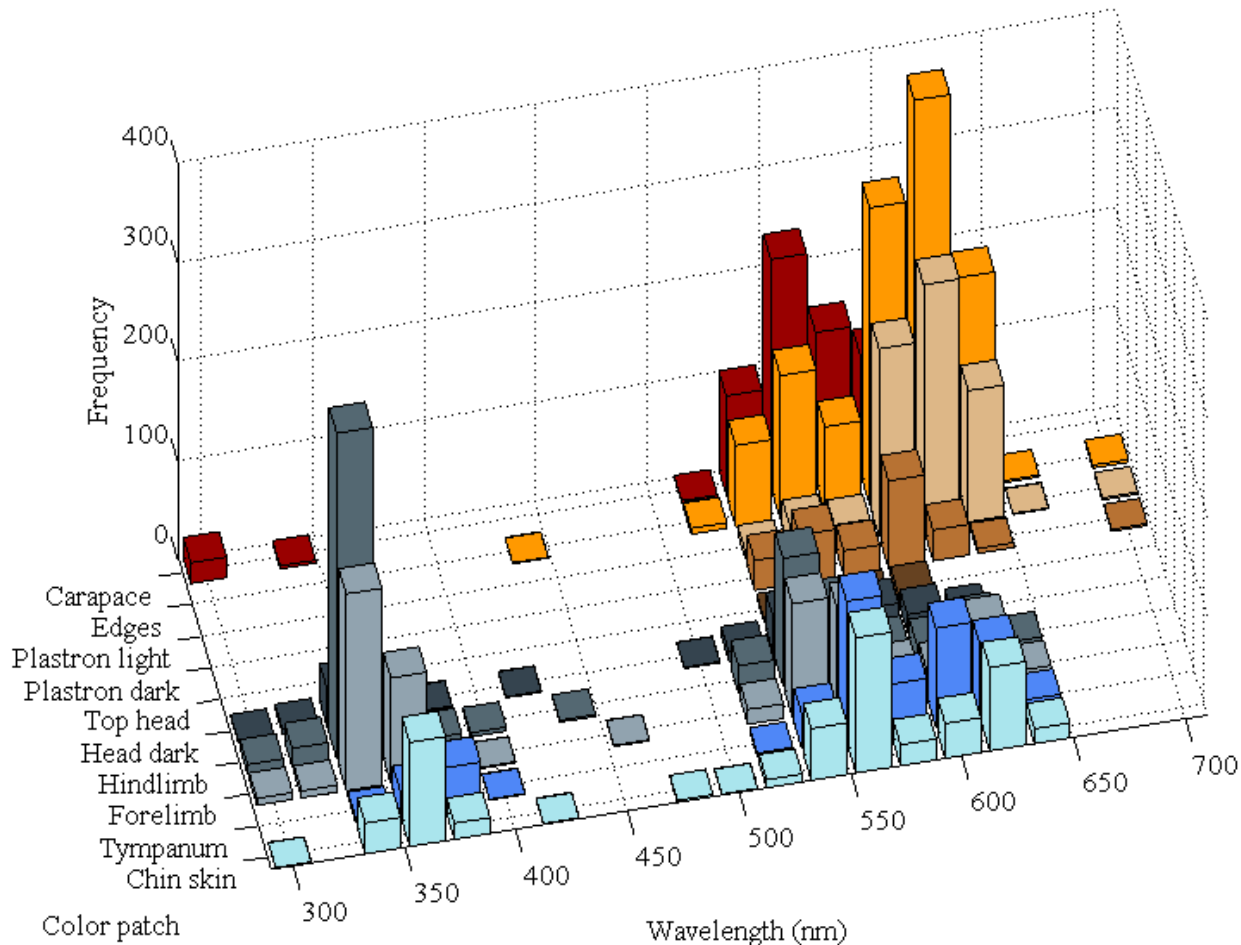 400
300
200
100
0
Frequency
Carapace
Edges
Plastron light
Plastron dark
Top head
Head dark
Hindlimb
Forelimb
Tympanum
Chin skin
Color patch
300
350
400
450
500
550
600
650
700
Wavelength (nm)